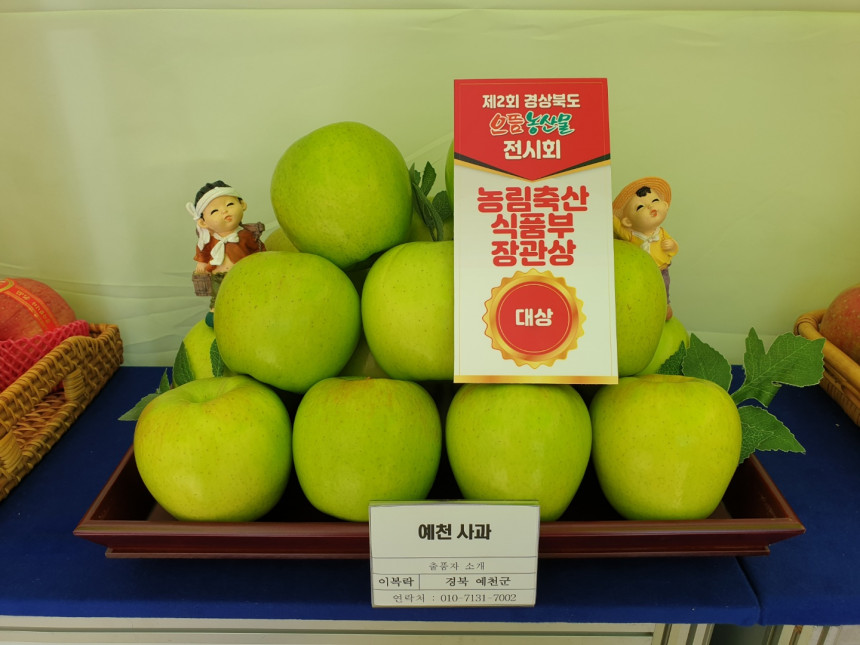 제2회 경상북도
으뜸농산물
전시회
농림축산
식품부
장관상
대상
예천 사과
출품자 소개
이복락 경북 예천군
연락처 : 010-7131-7002